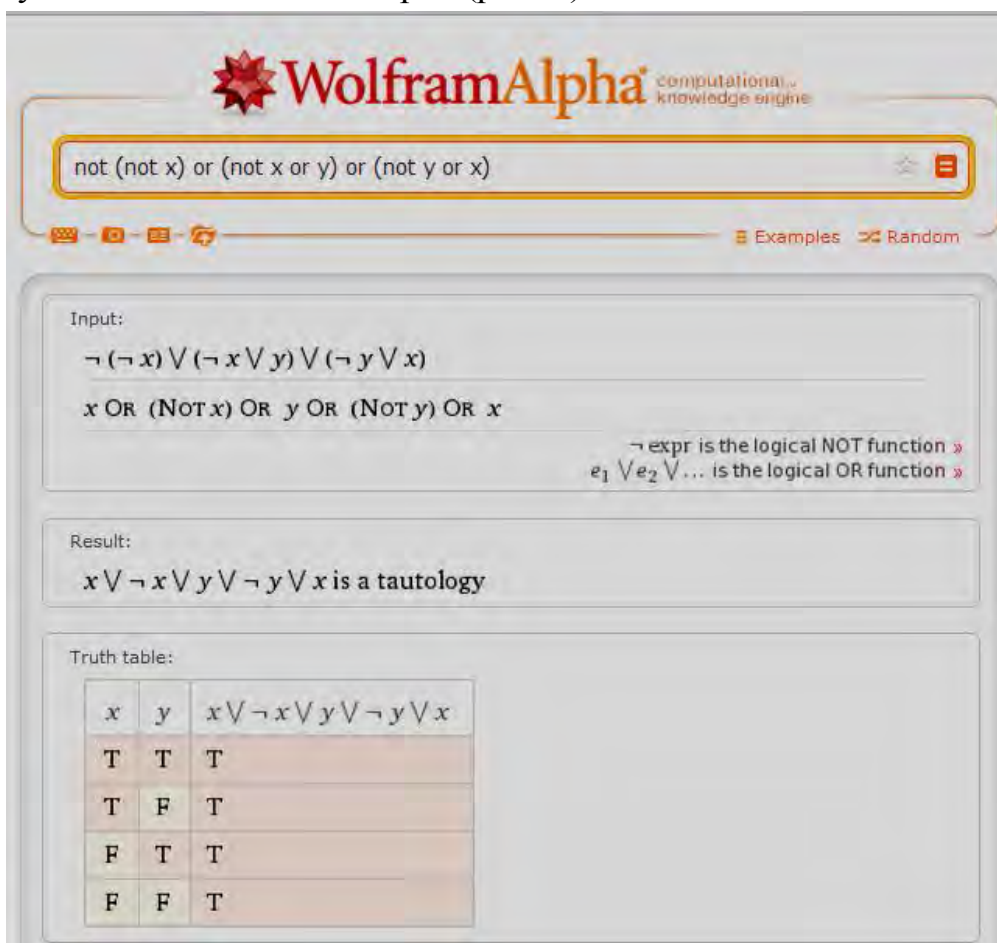 WolframAlpha computational... knowledge engine
not (not x) or (not x or y) or (not y or x)
Examples Random
Input:
¬ (¬ x) ⋁ (¬ x ⋁ y) ⋁ (¬ y ⋁ x)
x OR (NOT x) OR y OR (NOT y) OR x
¬ expr is the logical NOT function »
e₁ ⋁ e₂ ⋁ ... is the logical OR function »
Result:
x ⋁ ¬ x ⋁ y ⋁ ¬ y ⋁ x is a tautology
Truth table:
x y x ⋁ ¬ x ⋁ y ⋁ ¬ y ⋁ x
T T T
T F T
F T T
F F T